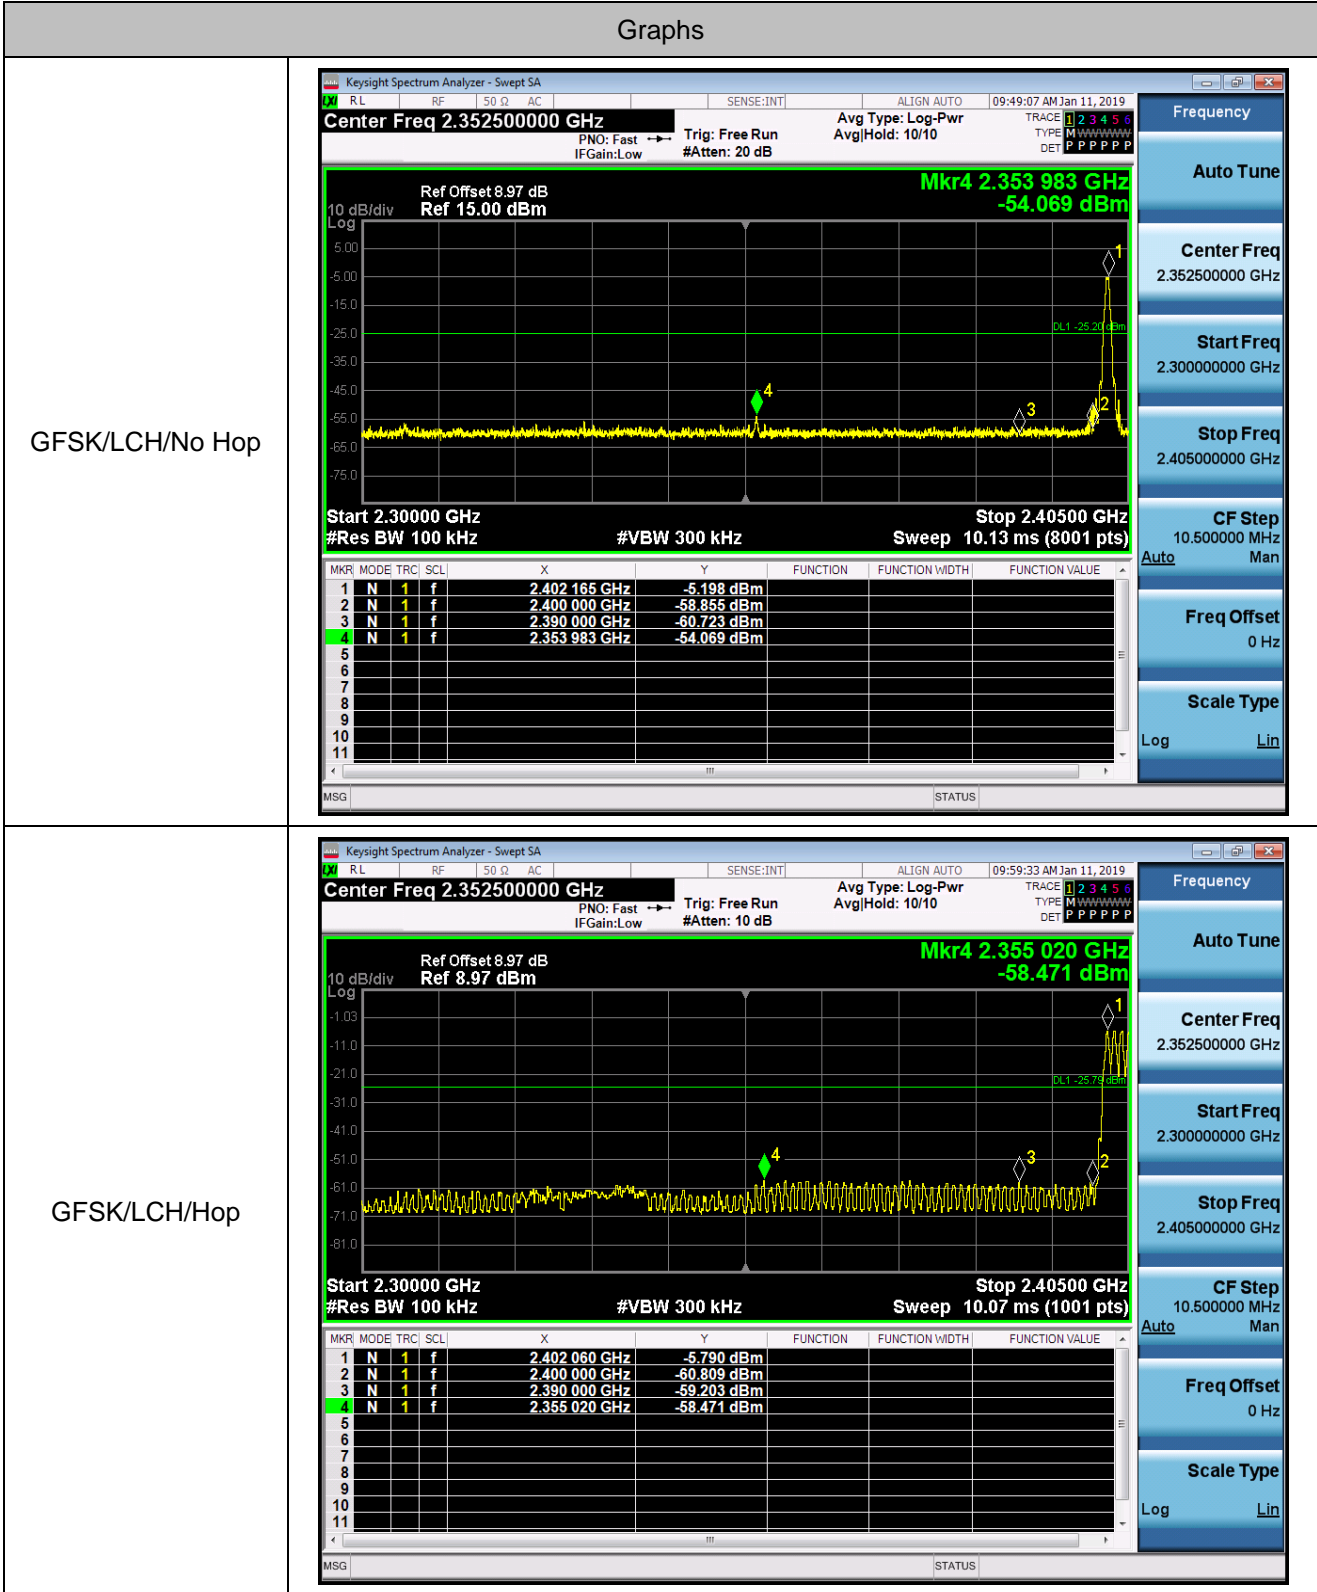 Graphs
GFSK/LCH/No Hop
Keysight Spectrum Analyzer - Swept SA
LXI RL RF 50 Ω AC SENSE:INT ALIGN AUTO 09:49:07 AM Jan 11, 2019
Center Freq 2.352500000 GHz
PNO: Fast
IFGain:Low
Trig: Free Run
#Atten: 20 dB
Avg Type: Log-Pwr
Avg|Hold: 10/10
TRACE 1 2 3 4 5 6
TYPE M WWWWW
DET P P P P P P
Mkr4 2.353 983 GHz
-54.069 dBm
Ref Offset 8.97 dB
10 dB/div Ref 15.00 dBm
Log
5.00
-5.00
-15.0
-25.0
-35.0
-45.0
-55.0
-65.0
-75.0
DL1 -25.20 dBm
1
2
3
4
Start 2.30000 GHz Stop 2.40500 GHz
#Res BW 100 kHz #VBW 300 kHz Sweep 10.13 ms (8001 pts)
MKR MODE TRC SCL X Y FUNCTION FUNCTION WIDTH FUNCTION VALUE
1 N 1 f 2.402 165 GHz -5.198 dBm
2 N 1 f 2.400 000 GHz -58.855 dBm
3 N 1 f 2.390 000 GHz -60.723 dBm
4 N 1 f 2.353 983 GHz -54.069 dBm
5
6
7
8
9
10
11
MSG STATUS
Frequency
Auto Tune
Center Freq
2.352500000 GHz
Start Freq
2.300000000 GHz
Stop Freq
2.405000000 GHz
CF Step
10.500000 MHz
Auto Man
Freq Offset
0 Hz
Scale Type
Log Lin
GFSK/LCH/Hop
Keysight Spectrum Analyzer - Swept SA
LXI RL RF 50 Ω AC SENSE:INT ALIGN AUTO 09:59:33 AM Jan 11, 2019
Center Freq 2.352500000 GHz
PNO: Fast
IFGain:Low
Trig: Free Run
#Atten: 10 dB
Avg Type: Log-Pwr
Avg|Hold: 10/10
TRACE 1 2 3 4 5 6
TYPE M WWWWW
DET P P P P P P
Mkr4 2.355 020 GHz
-58.471 dBm
Ref Offset 8.97 dB
10 dB/div Ref 8.97 dBm
Log
-1.03
-11.0
-21.0
-31.0
-41.0
-51.0
-61.0
-71.0
-81.0
DL1 -25.79 dBm
1
2
3
4
Start 2.30000 GHz Stop 2.40500 GHz
#Res BW 100 kHz #VBW 300 kHz Sweep 10.07 ms (1001 pts)
MKR MODE TRC SCL X Y FUNCTION FUNCTION WIDTH FUNCTION VALUE
1 N 1 f 2.402 060 GHz -5.790 dBm
2 N 1 f 2.400 000 GHz -60.809 dBm
3 N 1 f 2.390 000 GHz -59.203 dBm
4 N 1 f 2.355 020 GHz -58.471 dBm
5
6
7
8
9
10
11
MSG STATUS
Frequency
Auto Tune
Center Freq
2.352500000 GHz
Start Freq
2.300000000 GHz
Stop Freq
2.405000000 GHz
CF Step
10.500000 MHz
Auto Man
Freq Offset
0 Hz
Scale Type
Log Lin